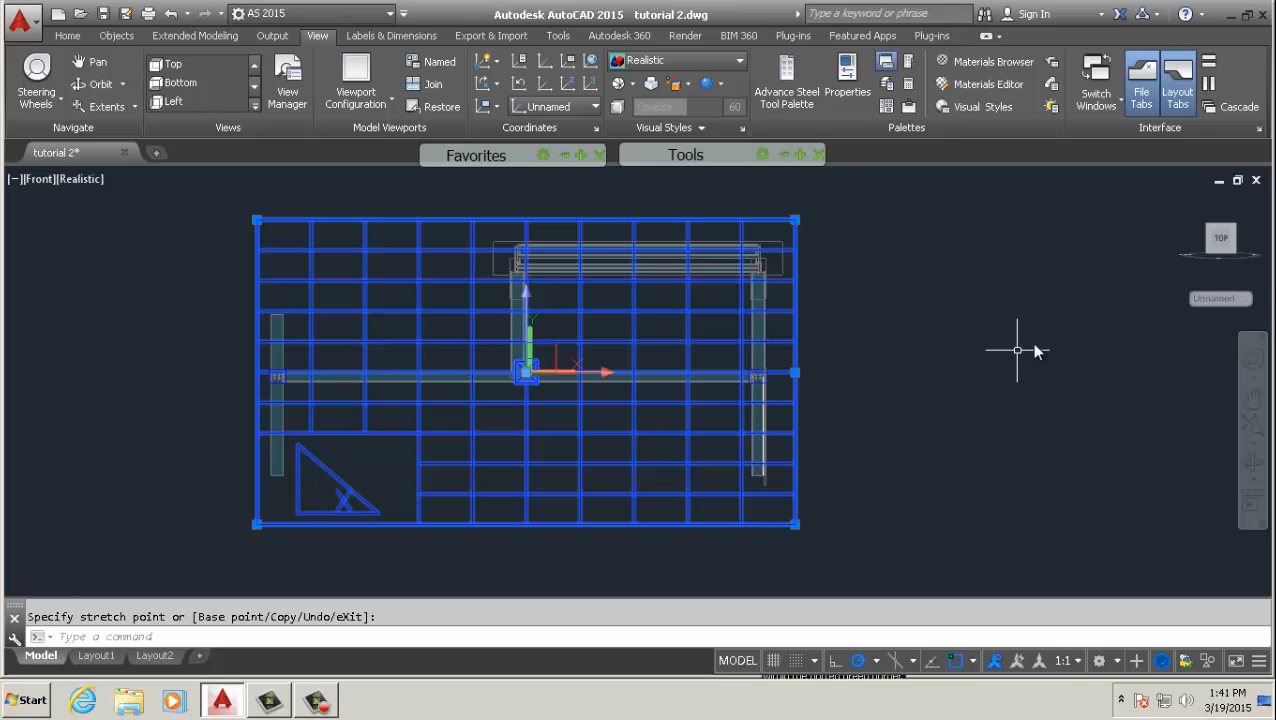 AS 2015
Autodesk AutoCAD 2015 tutorial 2.dwg
Type a keyword or phrase
Sign In
Home
Objects
Extended Modeling
Output
View
Labels & Dimensions
Export & Import
Tools
Autodesk 360
Render
BIM 360
Plug-ins
Featured Apps
Plug-ins
Steering
Wheels
Pan
Orbit
Extents
Navigate
Top
Bottom
Left
Views
View
Manager
Viewport
Configuration
Named
Join
Restore
Model Viewports
Unnamed
Coordinates
Realistic
Opacity 60
Visual Styles
Advance Steel
Tool Palette
Properties
Materials Browser
Materials Editor
Visual Styles
Palettes
Switch
Windows
File
Tabs
Layout
Tabs
Cascade
Interface
tutorial 2*
Favorites
Tools
[−][Front][Realistic]
TOP
Unnamed
Y
X
X
Specify stretch point or [Base point/Copy/Undo/eXit]:
Type a command
Model
Layout1
Layout2
MODEL
1:1
Start
1:41 PM
3/19/2015